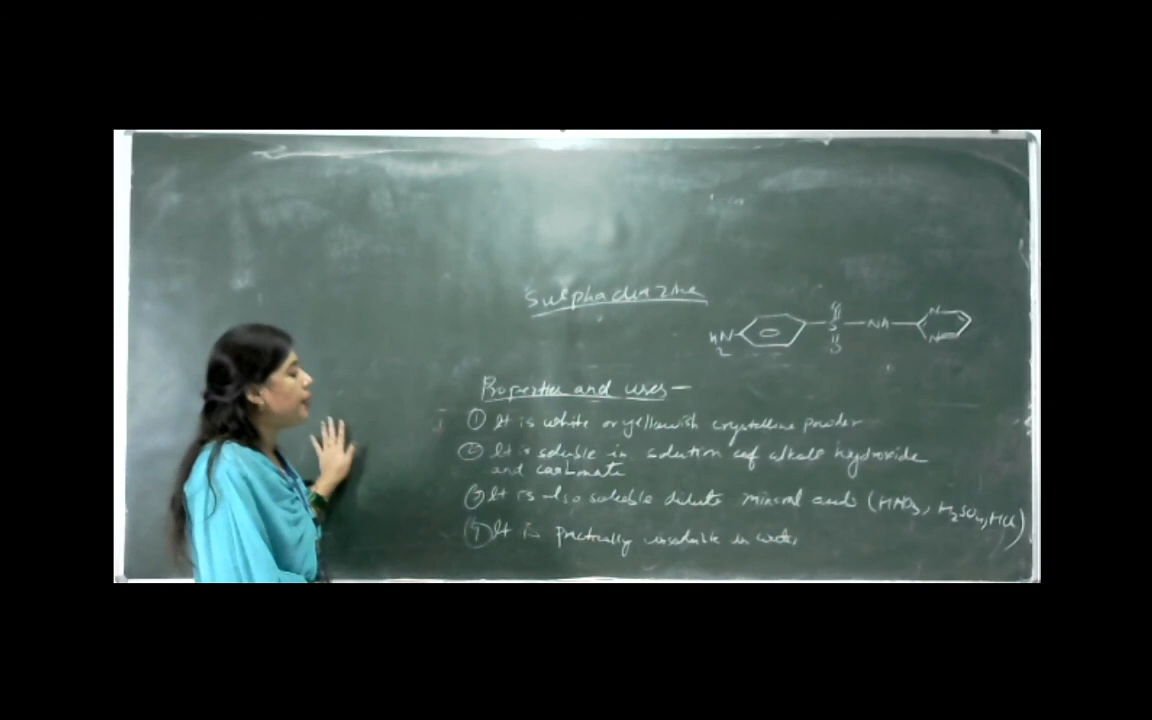 Sulphadiazine
H2N S O O NH N N
Properties and uses —
① It is white or yellowish crystalline powder
② It is soluble in solution of alkali hydroxide
and carbonate
③ It is also soluble dilute mineral acids (HNO3, H2SO4, HCl)
④ It is practically insoluble in water